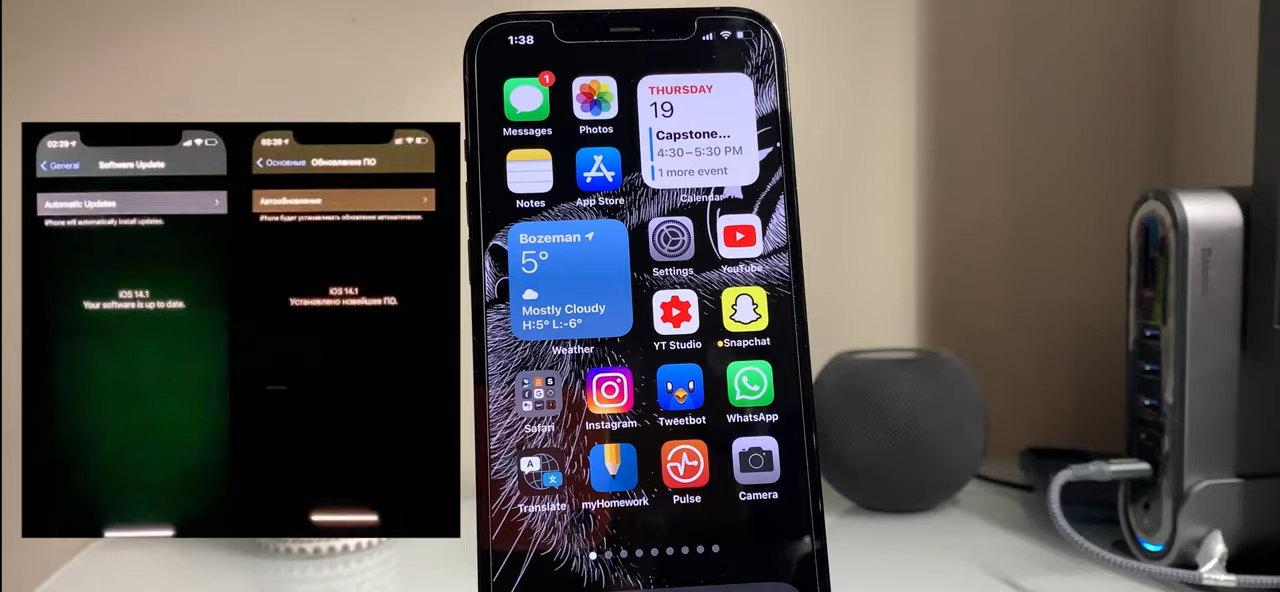 02:29
General
Software Update
Automatic Updates
iPhone will automatically install updates.
iOS 14.1
Your software is up to date.
02:29
Основные
Обновление ПО
Автообновление
iPhone будет устанавливать обновление автоматически.
iOS 14.1
Установлено новейшее ПО.
1:38
1
Messages
Photos
THURSDAY
19
Capstone...
4:30–5:30 PM
1 more event
Calendar
Notes
App Store
Bozeman
5°
Mostly Cloudy
H:5° L:-6°
Weather
Settings
YouTube
YT Studio
Snapchat
Safari
Instagram
Tweetbot
WhatsApp
Translate
myHomework
Pulse
Camera